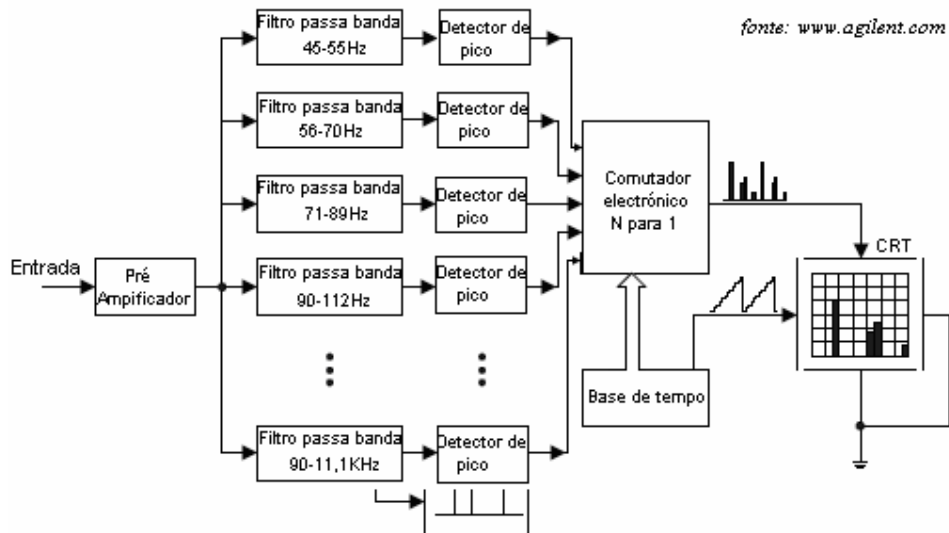 fonte: www.agilent.com
Filtro passa banda
45-55Hz
Detector de
pico
Filtro passa banda
56-70Hz
Detector de
pico
Filtro passa banda
71-89Hz
Detector de
pico
Filtro passa banda
90-112Hz
Detector de
pico
Filtro passa banda
90-11,1KHz
Detector de
pico
Entrada
Pré
Ampificador
Comutador
electrónico
N para 1
CRT
Base de tempo